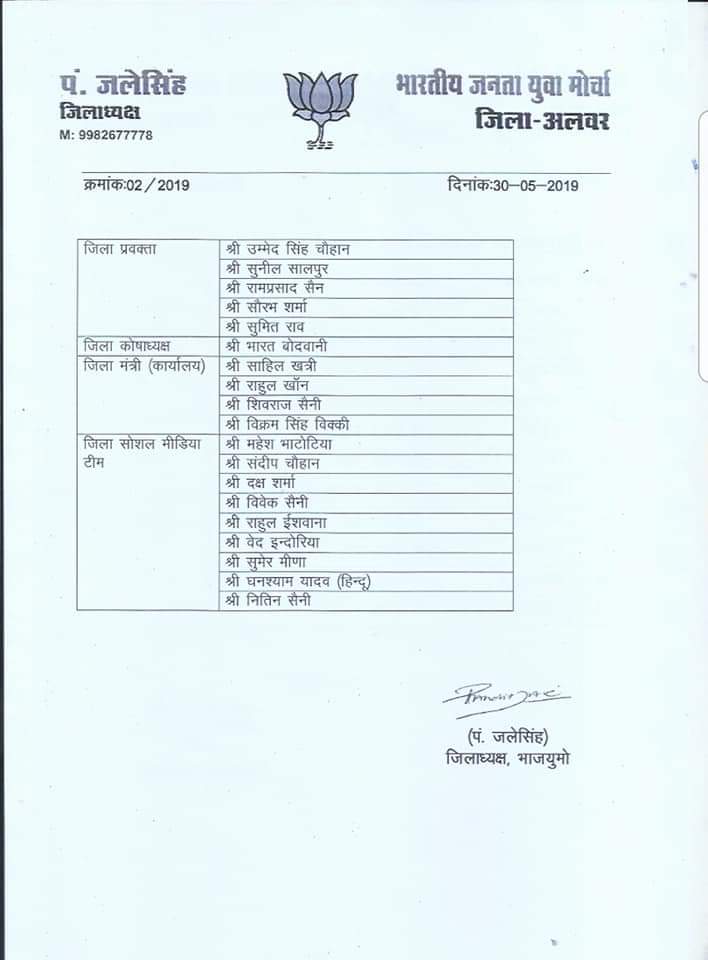 पं. जलेसिंह
जिलाध्यक्ष
M: 9982677778
भारतीय जनता युवा मोर्चा
जिला-अलवर
क्रमांक:02/2019
दिनांक:30-05-2019
जिला प्रवक्ता
श्री उम्मेद सिंह चौहान
श्री सुनील सालपुर
श्री रामप्रसाद सैन
श्री सौरभ शर्मा
श्री सुमित राव
जिला कोषाध्यक्ष
श्री भारत बोदवानी
जिला मंत्री (कार्यालय)
श्री साहिल खत्री
श्री राहुल खॉन
श्री शिवराज सैनी
श्री विक्रम सिंह विक्की
जिला सोशल मीडिया
टीम
श्री महेश भाटोटिया
श्री संदीप चौहान
श्री दक्ष शर्मा
श्री विवेक सैनी
श्री राहुल ईशवाना
श्री वेद इन्दोरिया
श्री सुमेर मीणा
श्री घनश्याम यादव (हिन्दू)
श्री नितिन सैनी
(पं. जलेसिंह)
जिलाध्यक्ष, भाजयुमो